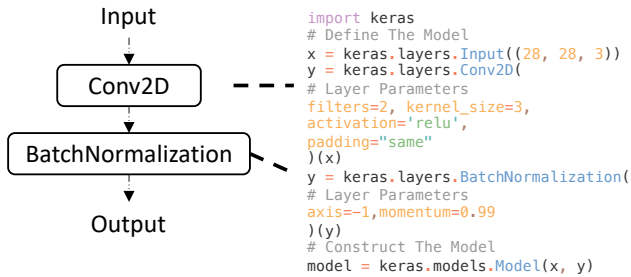 Input
Conv2D
BatchNormalization
Output
import keras
# Define The Model
x = keras.layers.Input((28, 28, 3))
y = keras.layers.Conv2D(
# Layer Parameters
filters=2, kernel_size=3,
activation='relu',
padding="same"
)(x)
y = keras.layers.BatchNormalization(
# Layer Parameters
axis=-1,momentum=0.99
)(y)
# Construct The Model
model = keras.models.Model(x, y)